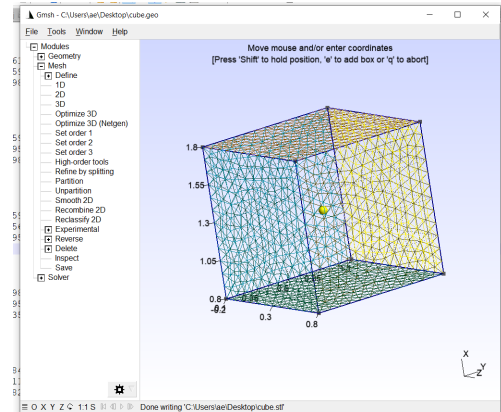 Gmsh - C:\Users\ae\Desktop\cube.geo
File Tools Window Help
Modules
Geometry
Mesh
Define
1D
2D
3D
Optimize 3D
Optimize 3D (Netgen)
Set order 1
Set order 2
Set order 3
High-order tools
Refine by splitting
Partition
Unpartition
Smooth 2D
Recombine 2D
Reclassify 2D
Experimental
Reverse
Delete
Inspect
Save
Solver
Move mouse and/or enter coordinates
[Press 'Shift' to hold position, 'e' to add box or 'q' to abort]
1.8
1.55
1.3
1.05
0.8
-0.2
0.3
0.8
X
Y
Z
O X Y Z 1:1 S Done writing 'C:\Users\ae\Desktop\cube.stl'